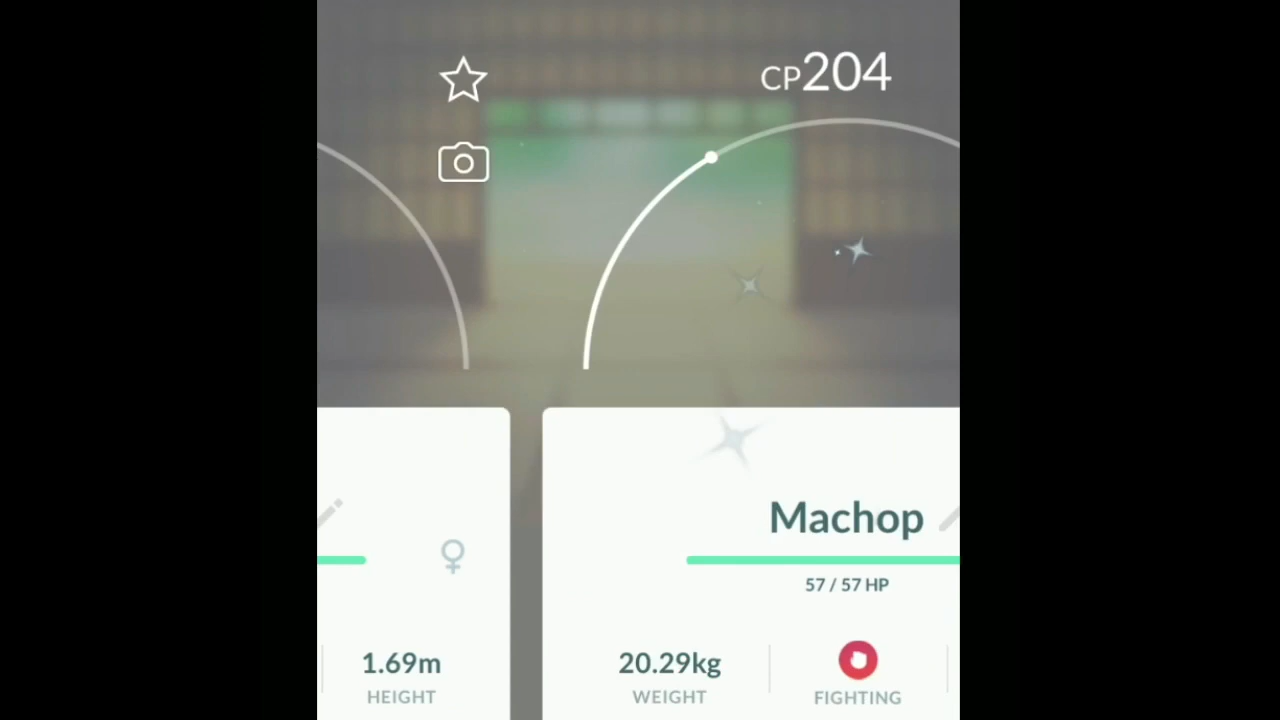 CP204
Machop
57 / 57 HP
1.69m
HEIGHT
20.29kg
WEIGHT
FIGHTING